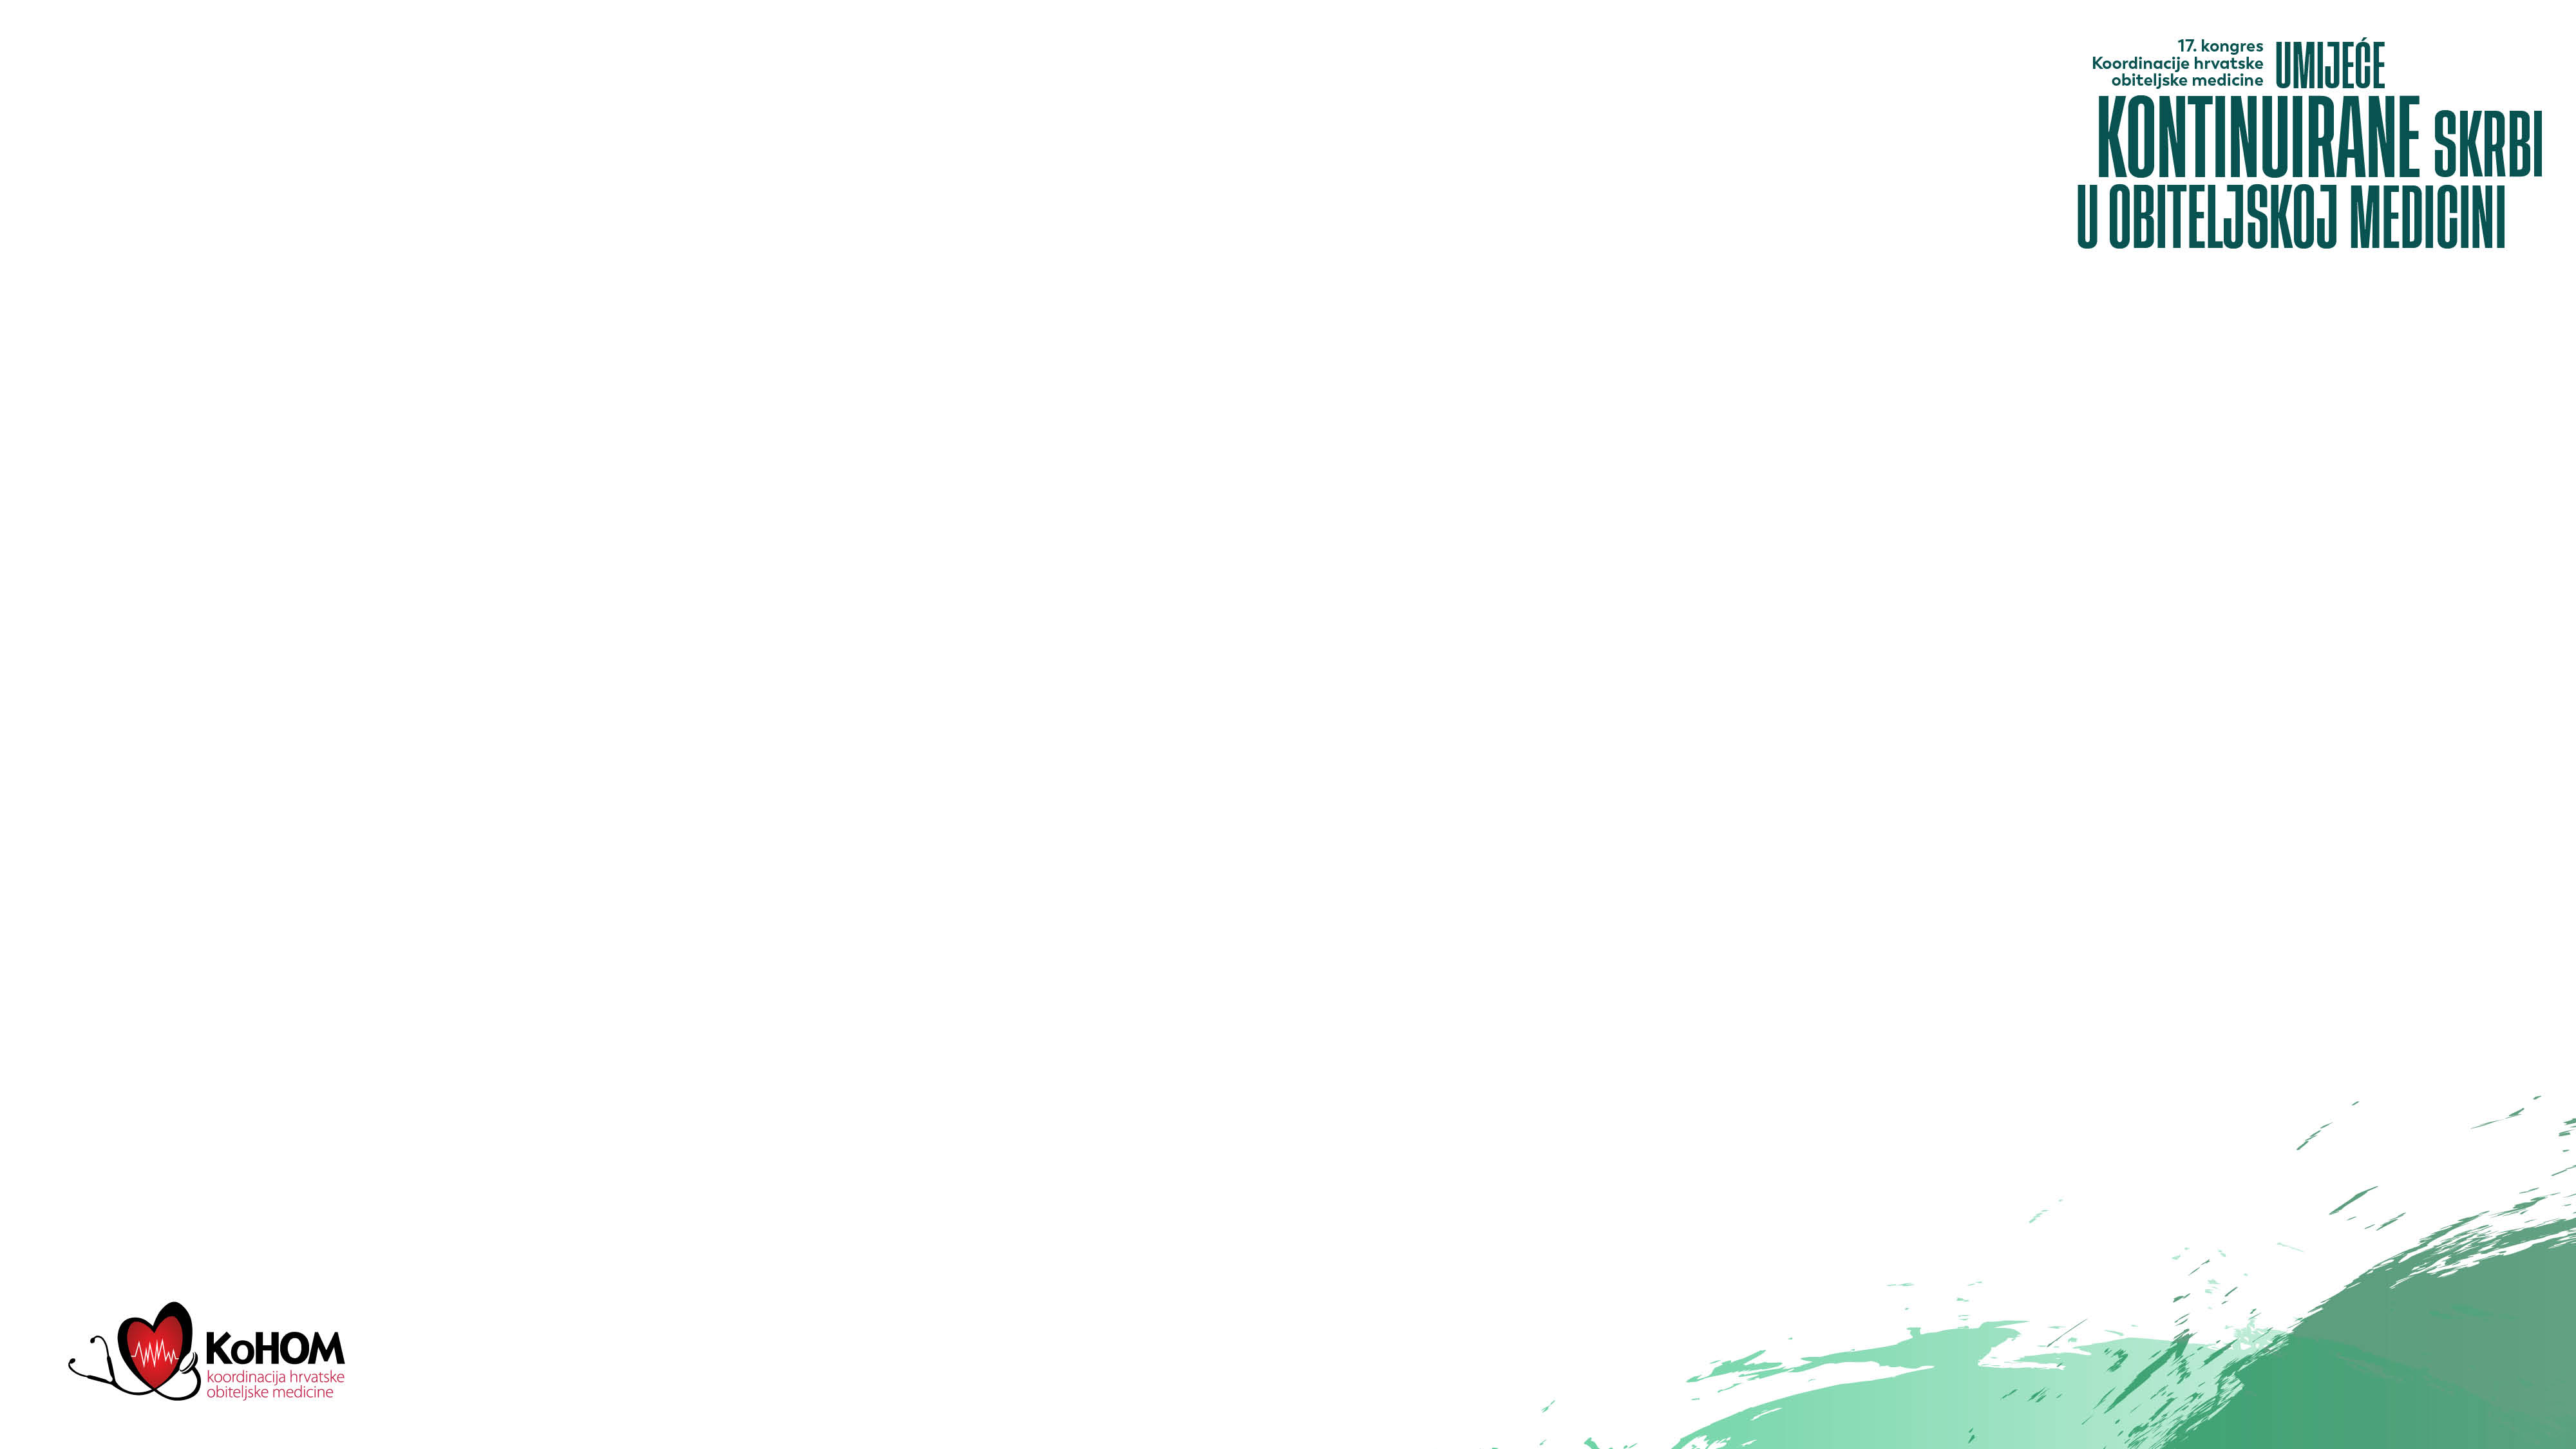 17. kongres
Koordinacije hrvatske
obiteljske medicine
UMIJEĆE
KONTINUIRANE SKRBI
U OBITELJSKOJ MEDICINI
KoHOM
koordinacija hrvatske
obiteljske medicine